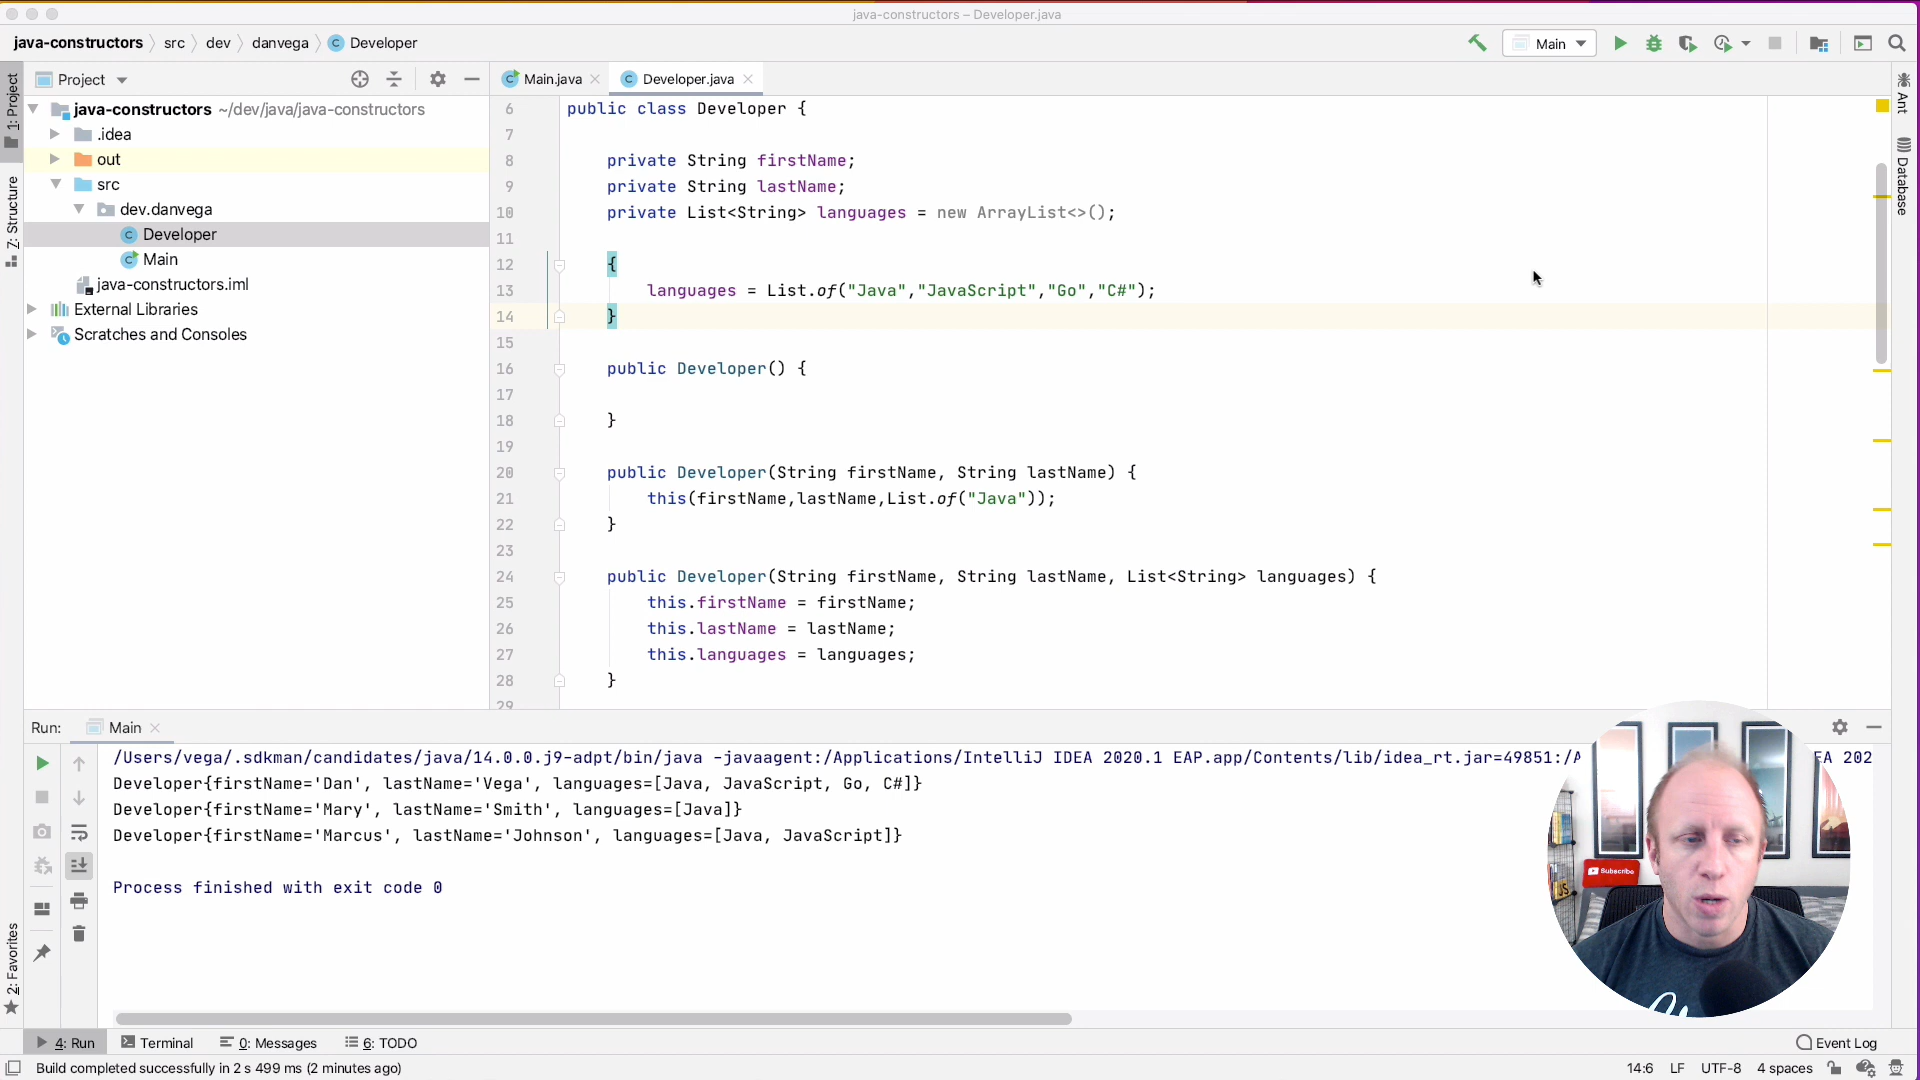 java-constructors – Developer.java
java-constructors src dev danvega Developer
Main
Project
Main.java
Developer.java
1: Project
7: Structure
2: Favorites
Ant
Database
java-constructors ~/dev/java/java-constructors
.idea
out
src
dev.danvega
Developer
Main
java-constructors.iml
External Libraries
Scratches and Consoles
6 public class Developer {
7
8 private String firstName;
9 private String lastName;
10 private List<String> languages = new ArrayList<>();
11
12 {
13 languages = List.of("Java","JavaScript","Go","C#");
14 }
15
16 public Developer() {
17
18 }
19
20 public Developer(String firstName, String lastName) {
21 this(firstName,lastName,List.of("Java"));
22 }
23
24 public Developer(String firstName, String lastName, List<String> languages) {
25 this.firstName = firstName;
26 this.lastName = lastName;
27 this.languages = languages;
28 }
29
Run: Main
/Users/vega/.sdkman/candidates/java/14.0.0.j9-adpt/bin/java -javaagent:/Applications/IntelliJ IDEA 2020.1 EAP.app/Contents/lib/idea_rt.jar=49851:/A EA 202
Developer{firstName='Dan', lastName='Vega', languages=[Java, JavaScript, Go, C#]}
Developer{firstName='Mary', lastName='Smith', languages=[Java]}
Developer{firstName='Marcus', lastName='Johnson', languages=[Java, JavaScript]}
Process finished with exit code 0
Subscribe
JS
4: Run Terminal 0: Messages 6: TODO Event Log
Build completed successfully in 2 s 499 ms (2 minutes ago) 14:6 LF UTF-8 4 spaces